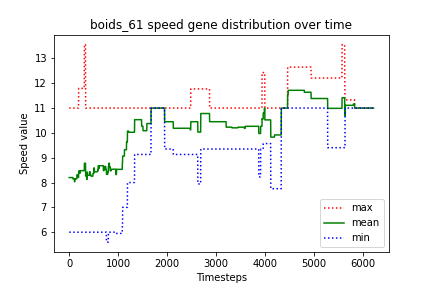 boids_61 speed gene distribution over time
Speed value
13
12
11
10
9
8
7
6
0
1000
2000
3000
4000
5000
6000
Timesteps
max
mean
min